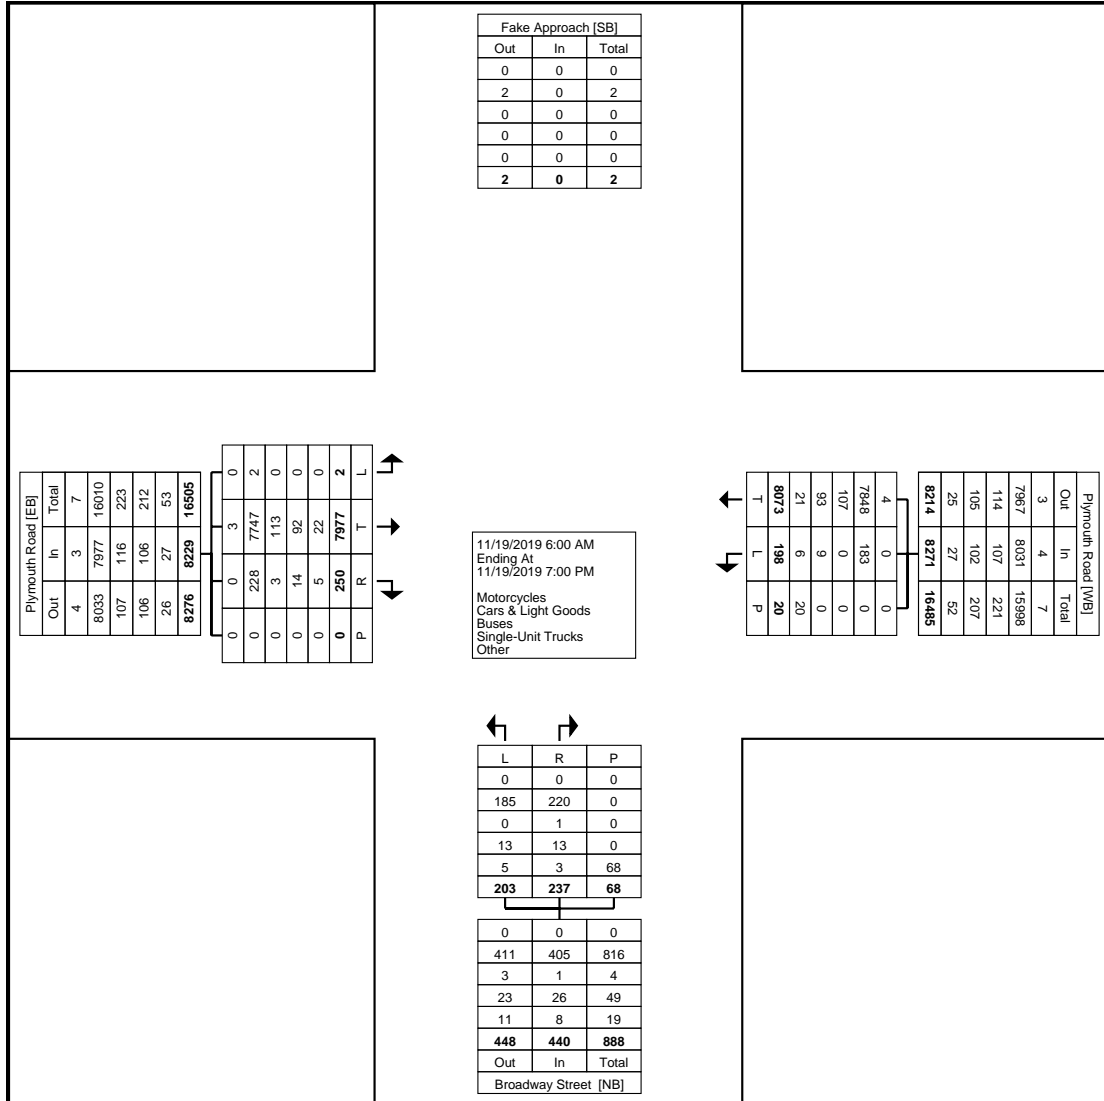 Fake Approach [SB]
Out In Total
0 0 0
2 0 2
0 0 0
0 0 0
0 0 0
2 0 2
Plymouth Road [EB]
Total In Out
7 3 4
16010 7977 8033
223 116 107
212 106 106
53 27 26
16505 8229 8276
0 3 0 0
2 7747 228 0
0 113 3 0
0 92 14 0
0 22 5 0
2 7977 250 0
L T R P
11/19/2019 6:00 AM
Ending At
11/19/2019 7:00 PM
Motorcycles
Cars & Light Goods
Buses
Single-Unit Trucks
Other
Plymouth Road [WB]
Out In Total
3 4 7
7967 8031 15998
114 107 221
105 102 207
25 27 52
8214 8271 16485
4 0 0
7848 183 0
107 0 0
93 9 0
21 6 20
8073 198 20
T L P
L R P
0 0 0
185 220 0
0 1 0
13 13 0
5 3 68
203 237 68
0 0 0
411 405 816
3 1 4
23 26 49
11 8 19
448 440 888
Out In Total
Broadway Street [NB]